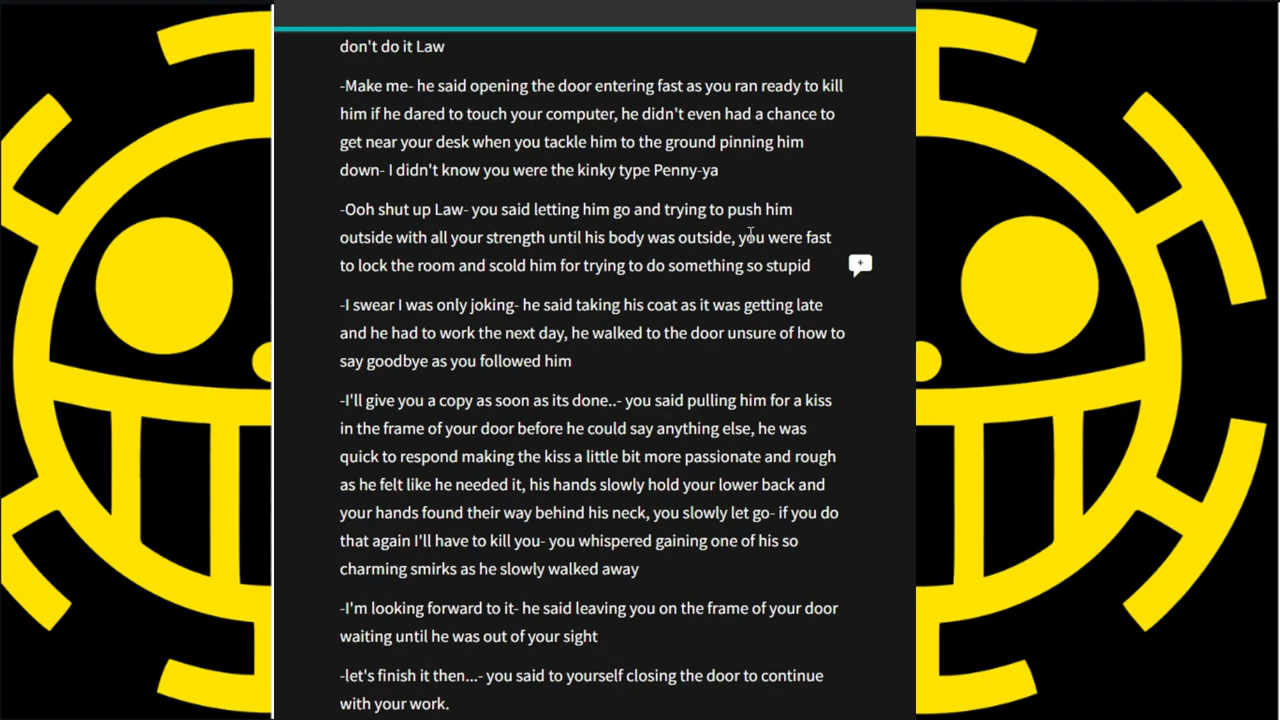 don't do it Law
-Make me- he said opening the door entering fast as you ran ready to kill
him if he dared to touch your computer, he didn't even had a chance to
get near your desk when you tackle him to the ground pinning him
down- I didn't know you were the kinky type Penny-ya
-Ooh shut up Law- you said letting him go and trying to push him
outside with all your strength until his body was outside, you were fast
to lock the room and scold him for trying to do something so stupid
-I swear I was only joking- he said taking his coat as it was getting late
and he had to work the next day, he walked to the door unsure of how to
say goodbye as you followed him
-I'll give you a copy as soon as its done..- you said pulling him for a kiss
in the frame of your door before he could say anything else, he was
quick to respond making the kiss a little bit more passionate and rough
as he felt like he needed it, his hands slowly hold your lower back and
your hands found their way behind his neck, you slowly let go- if you do
that again I'll have to kill you- you whispered gaining one of his so
charming smirks as he slowly walked away
-I'm looking forward to it- he said leaving you on the frame of your door
waiting until he was out of your sight
-let's finish it then...- you said to yourself closing the door to continue
with your work.